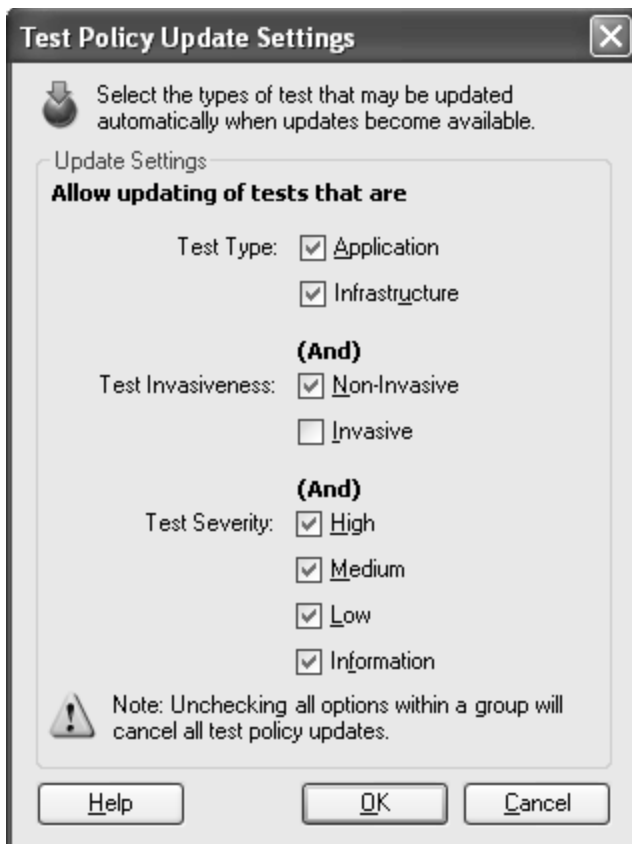 Test Policy Update Settings
Select the types of test that may be updated
automatically when updates become available.
Update Settings
Allow updating of tests that are
Test Type: Application
Infrastructure
(And)
Test Invasiveness: Non-Invasive
Invasive
(And)
Test Severity: High
Medium
Low
Information
Note: Unchecking all options within a group will
cancel all test policy updates.
Help OK Cancel